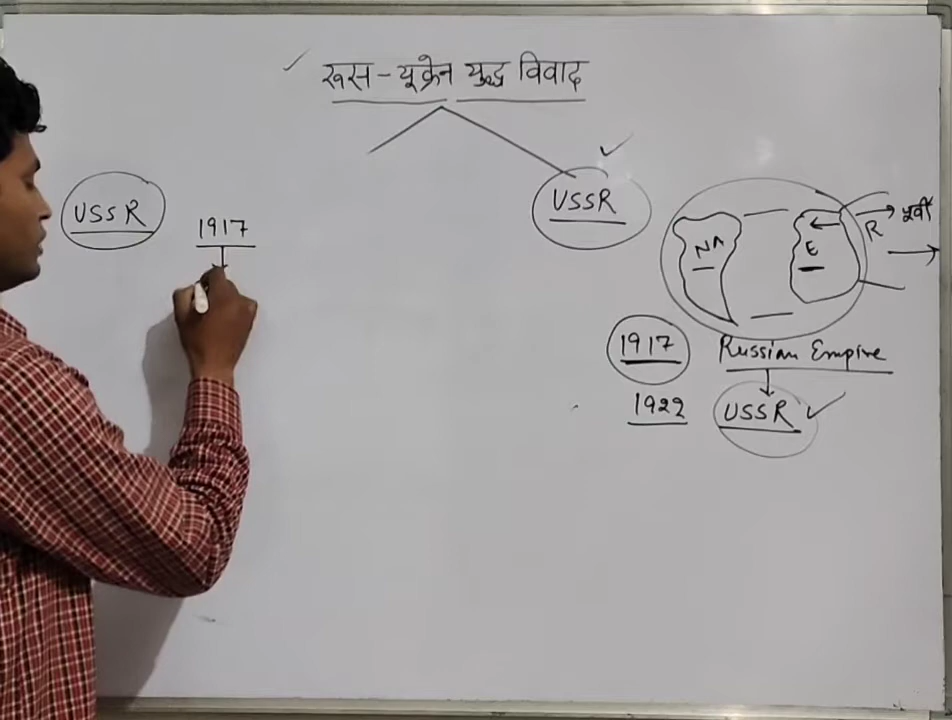 रूस - यूक्रेन युद्ध विवाद
USSR
1917
USSR
NA
E
R
पूर्वी
1917 Russian Empire
1922 USSR